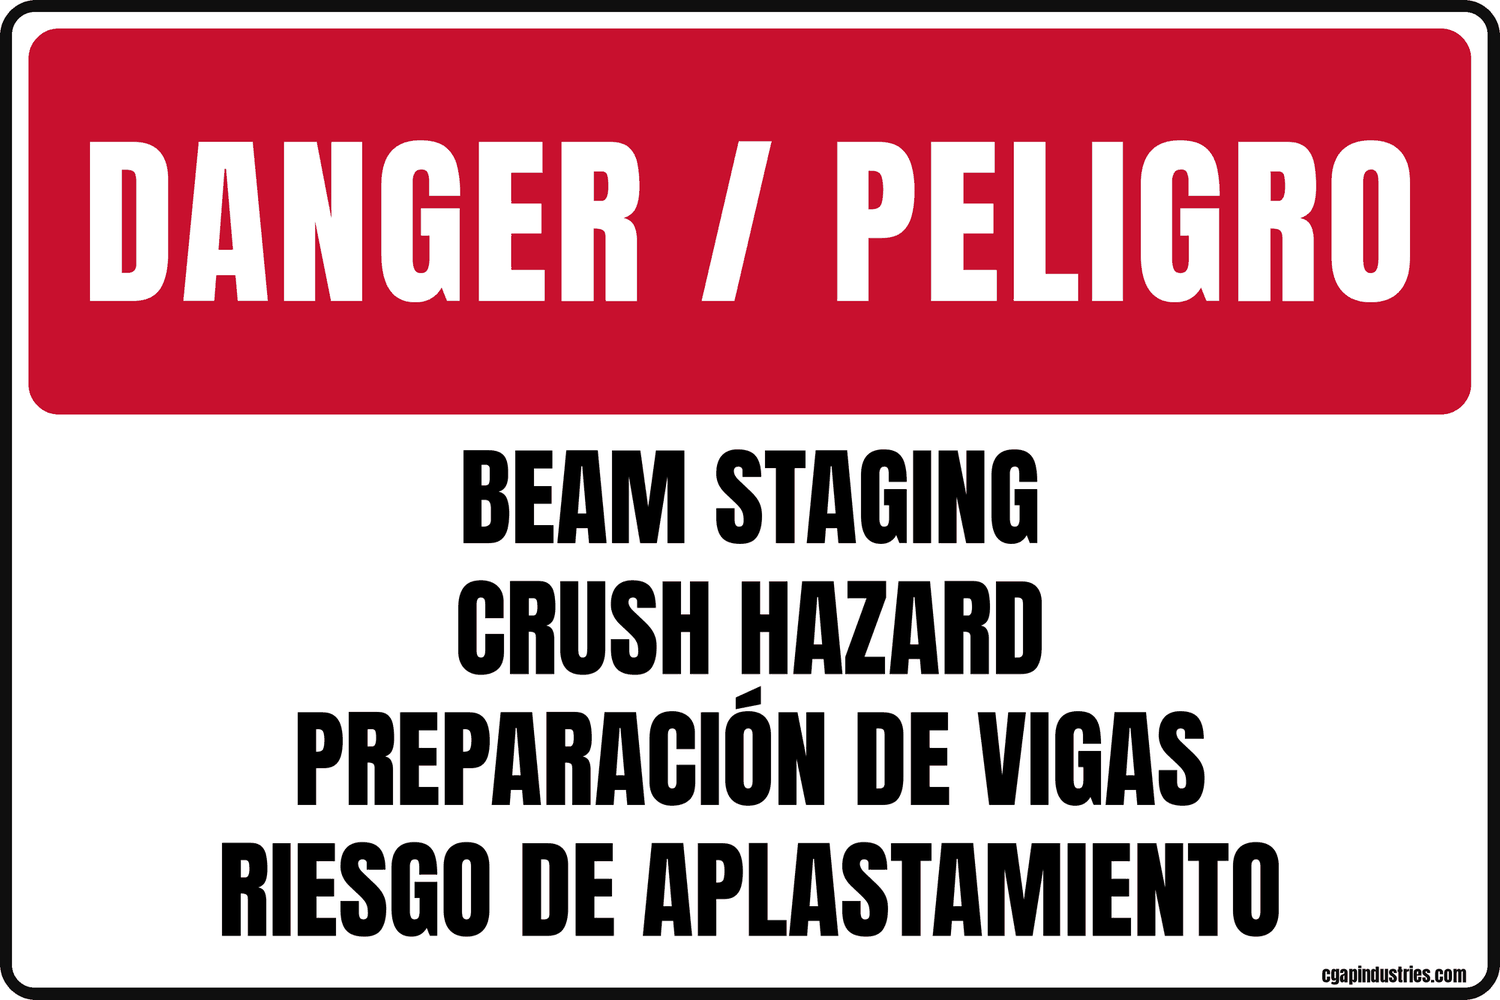 DANGER / PELIGRO
BEAM STAGING
CRUSH HAZARD
PREPARACIÓN DE VIGAS
RIESGO DE APLASTAMIENTO
cgapindustries.com